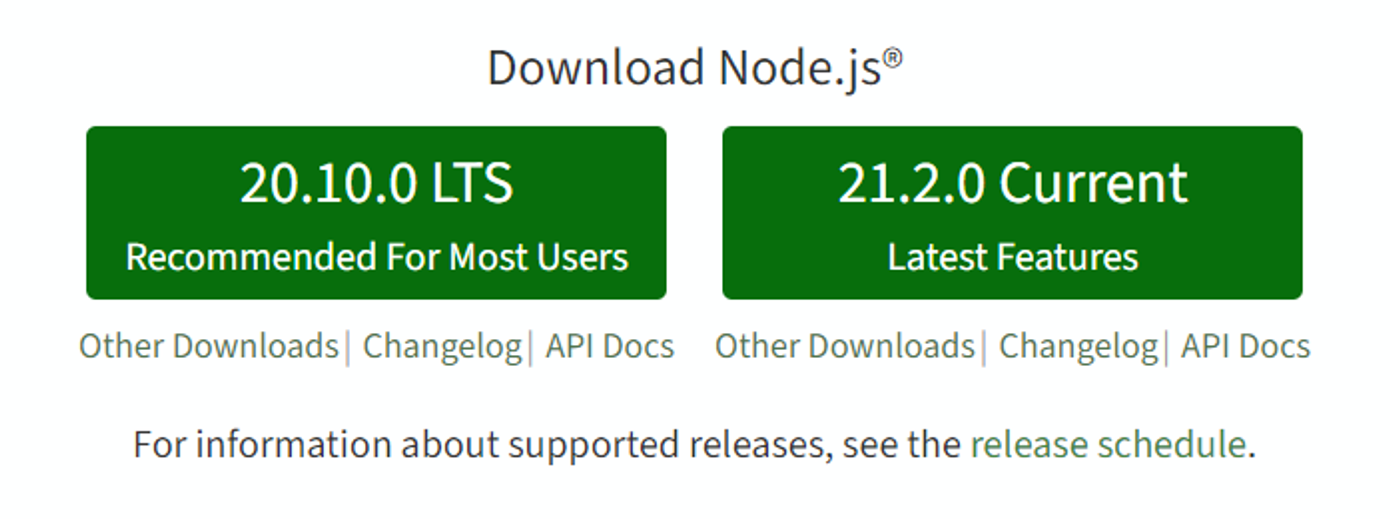 Download Node.js®
20.10.0 LTS
Recommended For Most Users
21.2.0 Current
Latest Features
Other Downloads| Changelog| API Docs
Other Downloads| Changelog| API Docs
For information about supported releases, see the release schedule.